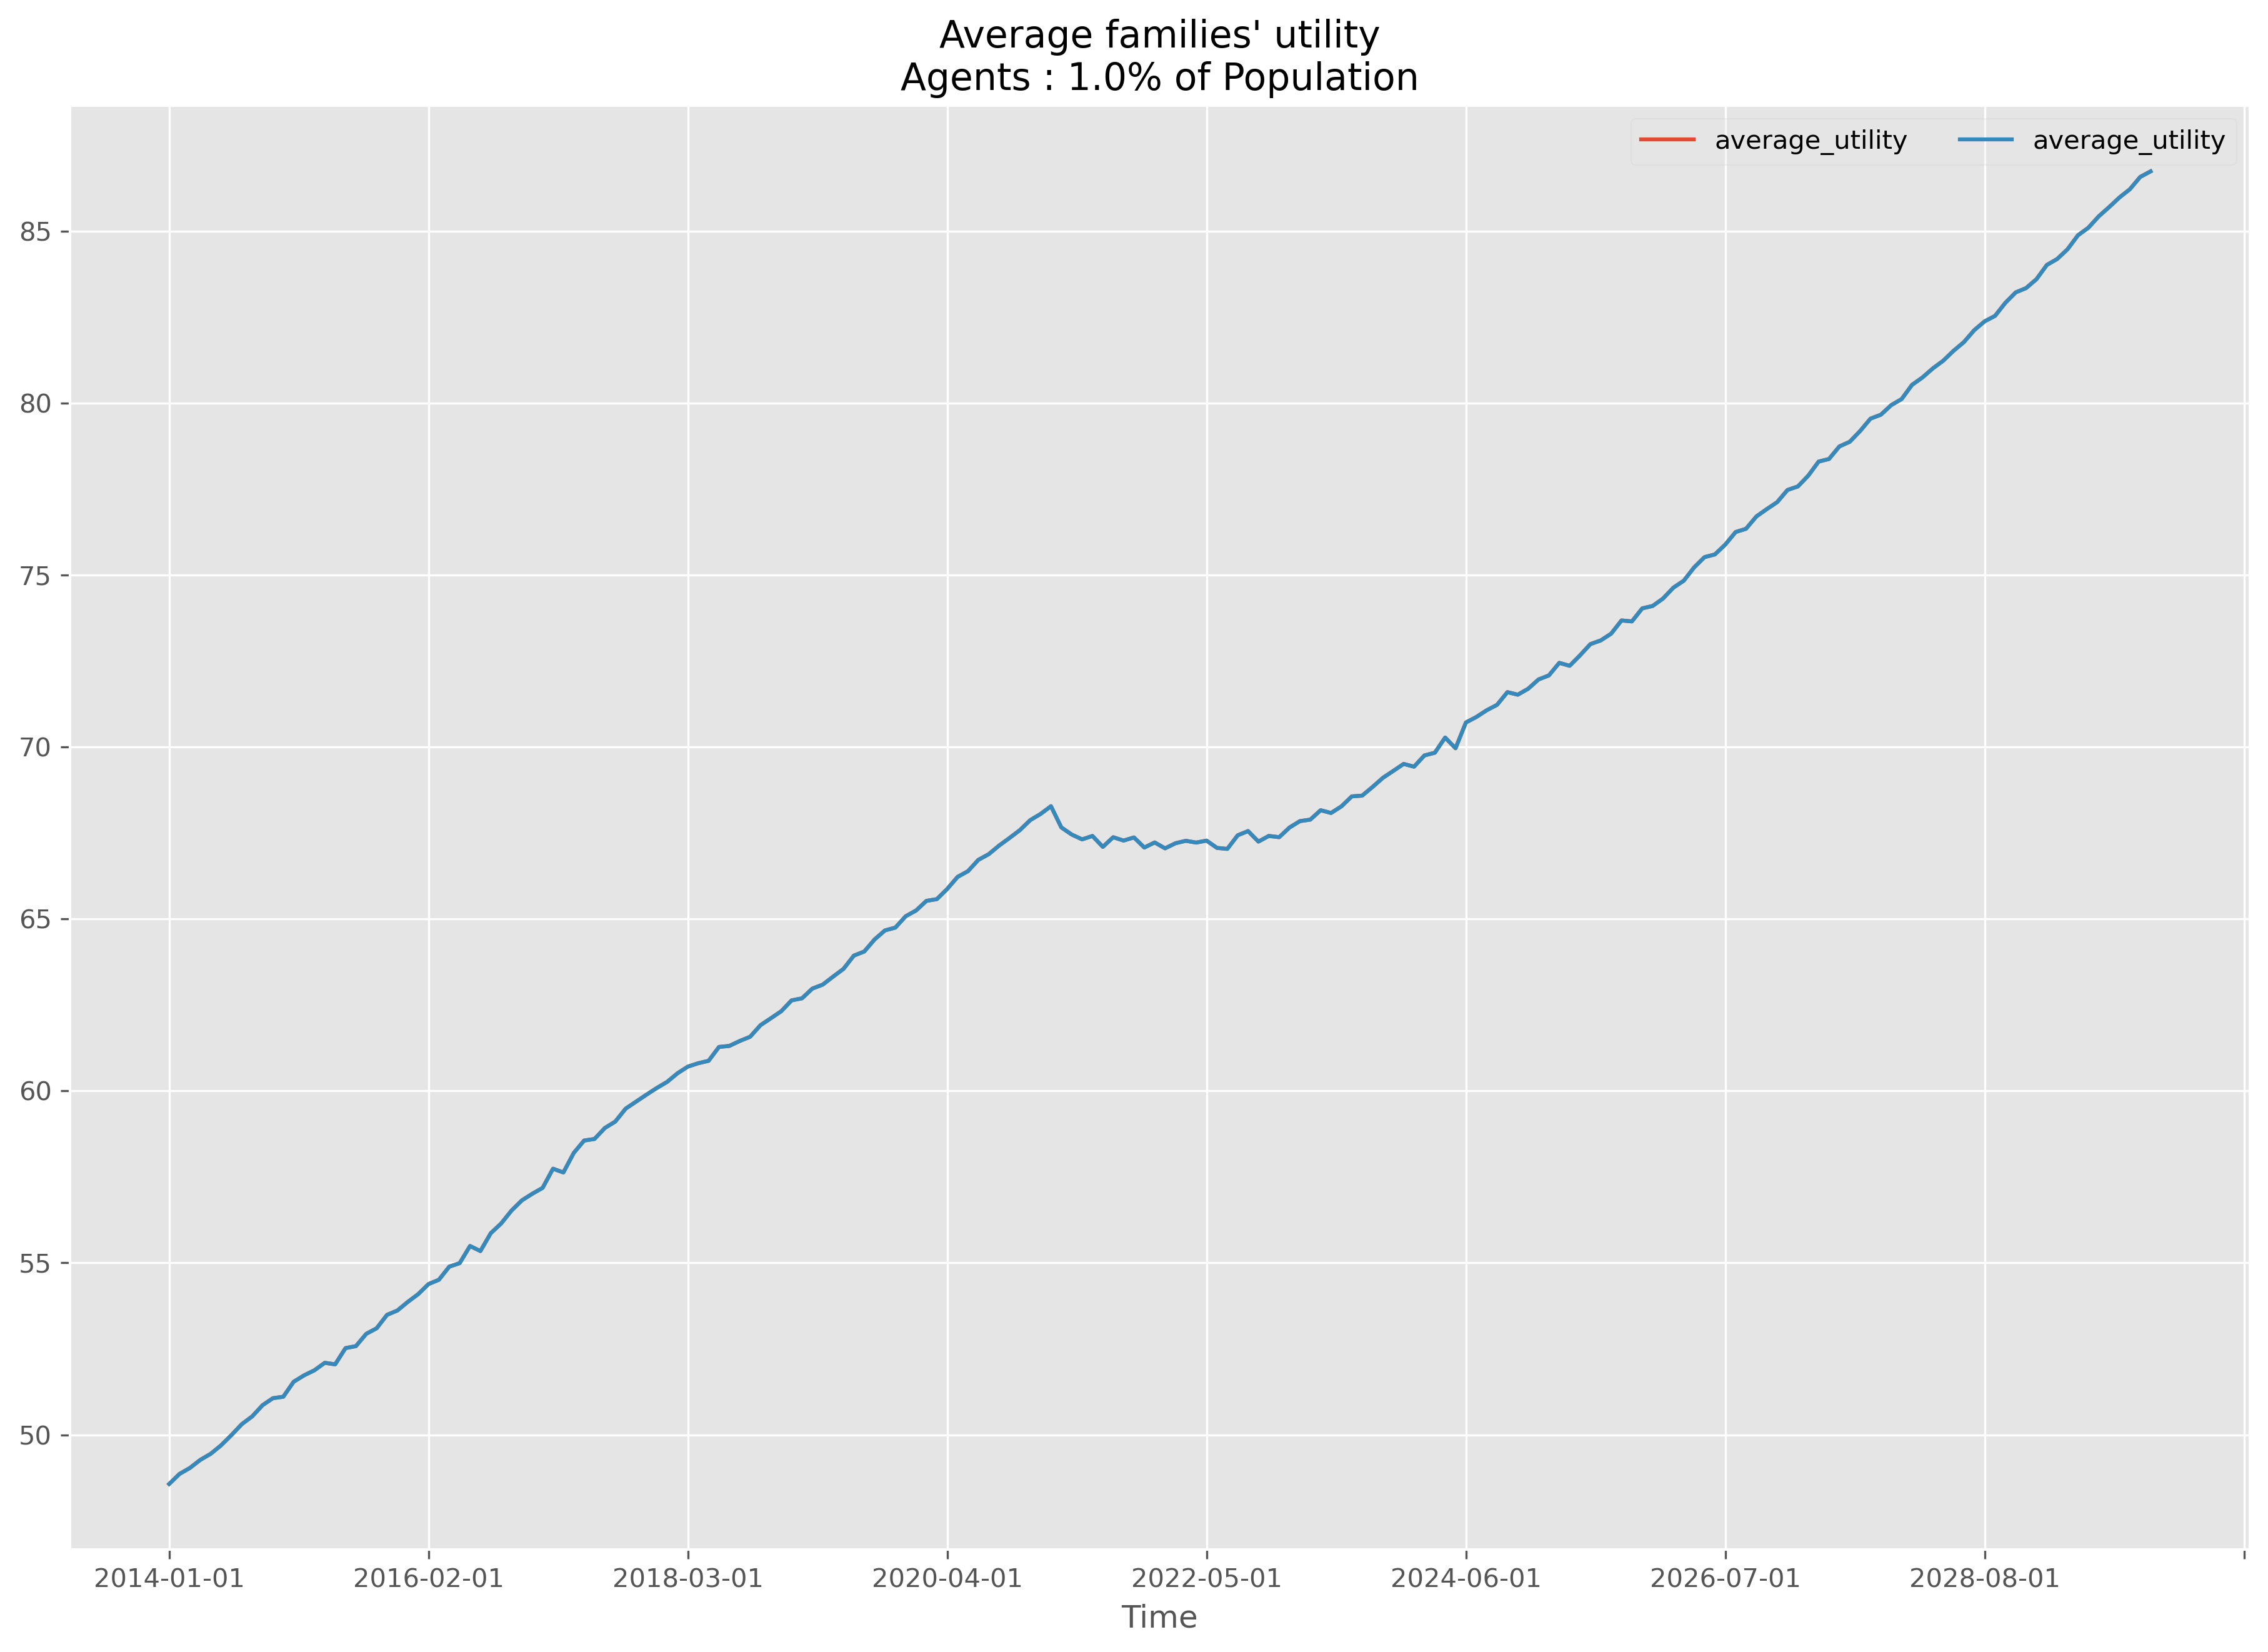 Average families' utility
Agents : 1.0% of Population
average_utility average_utility
85
80
75
70
65
60
55
50
2014-01-01 2016-02-01 2018-03-01 2020-04-01 2022-05-01 2024-06-01 2026-07-01 2028-08-01
Time